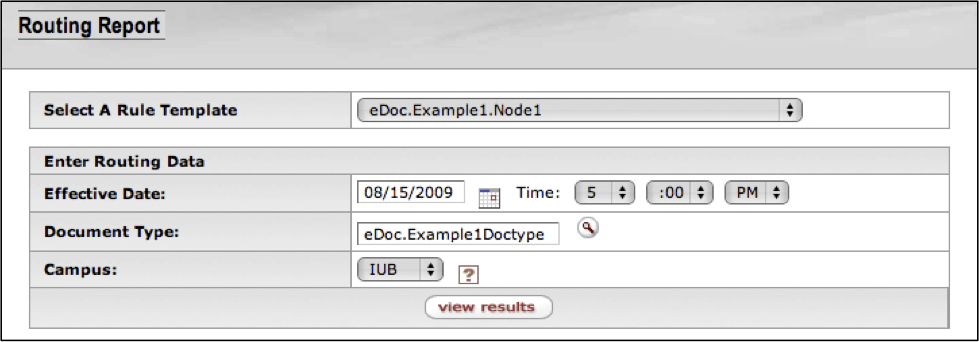 Routing Report
Select A Rule Template eDoc.Example1.Node1
Enter Routing Data
Effective Date: 08/15/2009 Time: 5 :00 PM
Document Type: eDoc.Example1Doctype
Campus: IUB ?
view results